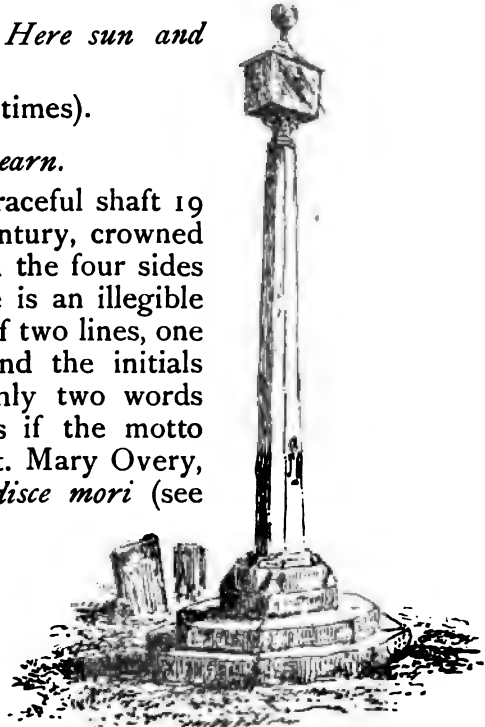 Here sun and
times).
earn.
raceful shaft 19
entury, crowned
the four sides
e is an illegible
f two lines, one
nd the initials
nly two words
s if the motto
t. Mary Overy,
disce mori (see